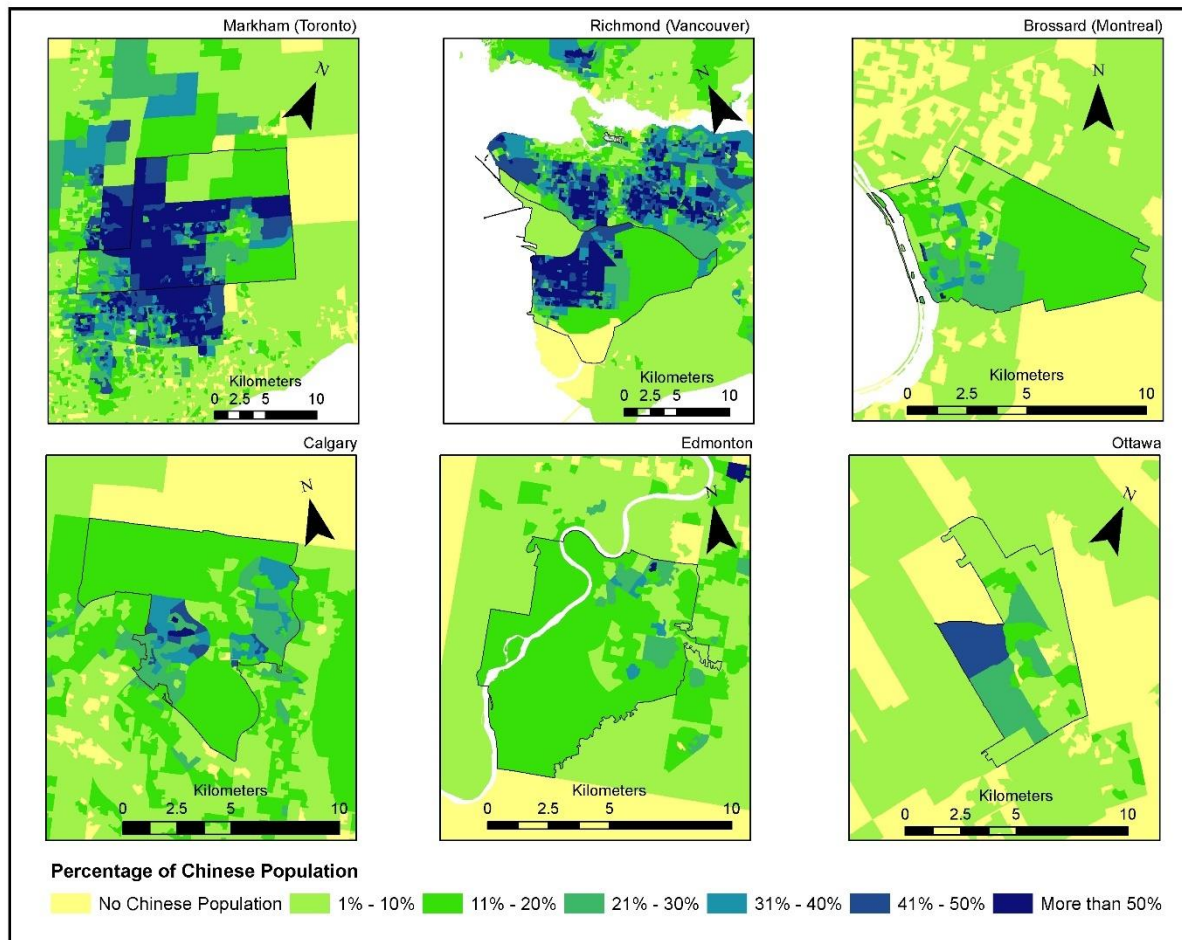 Markham (Toronto)
Richmond (Vancouver)
Brossard (Montreal)
N
N
N
Kilometers
0 2.5 5 10
Kilometers
0 2.5 5 10
Kilometers
0 2.5 5 10
Calgary
Edmonton
Ottawa
N
N
N
Kilometers
0 2.5 5 10
Kilometers
0 2.5 5 10
Kilometers
0 2.5 5 10
Percentage of Chinese Population
No Chinese Population 1% - 10% 11% - 20% 21% - 30% 31% - 40% 41% - 50% More than 50%